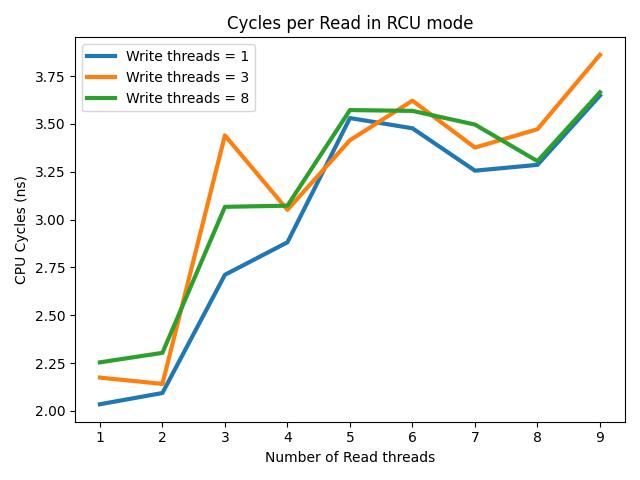 Cycles per Read in RCU mode
Write threads = 1
Write threads = 3
Write threads = 8
CPU Cycles (ns)
3.75
3.50
3.25
3.00
2.75
2.50
2.25
2.00
1 2 3 4 5 6 7 8 9
Number of Read threads